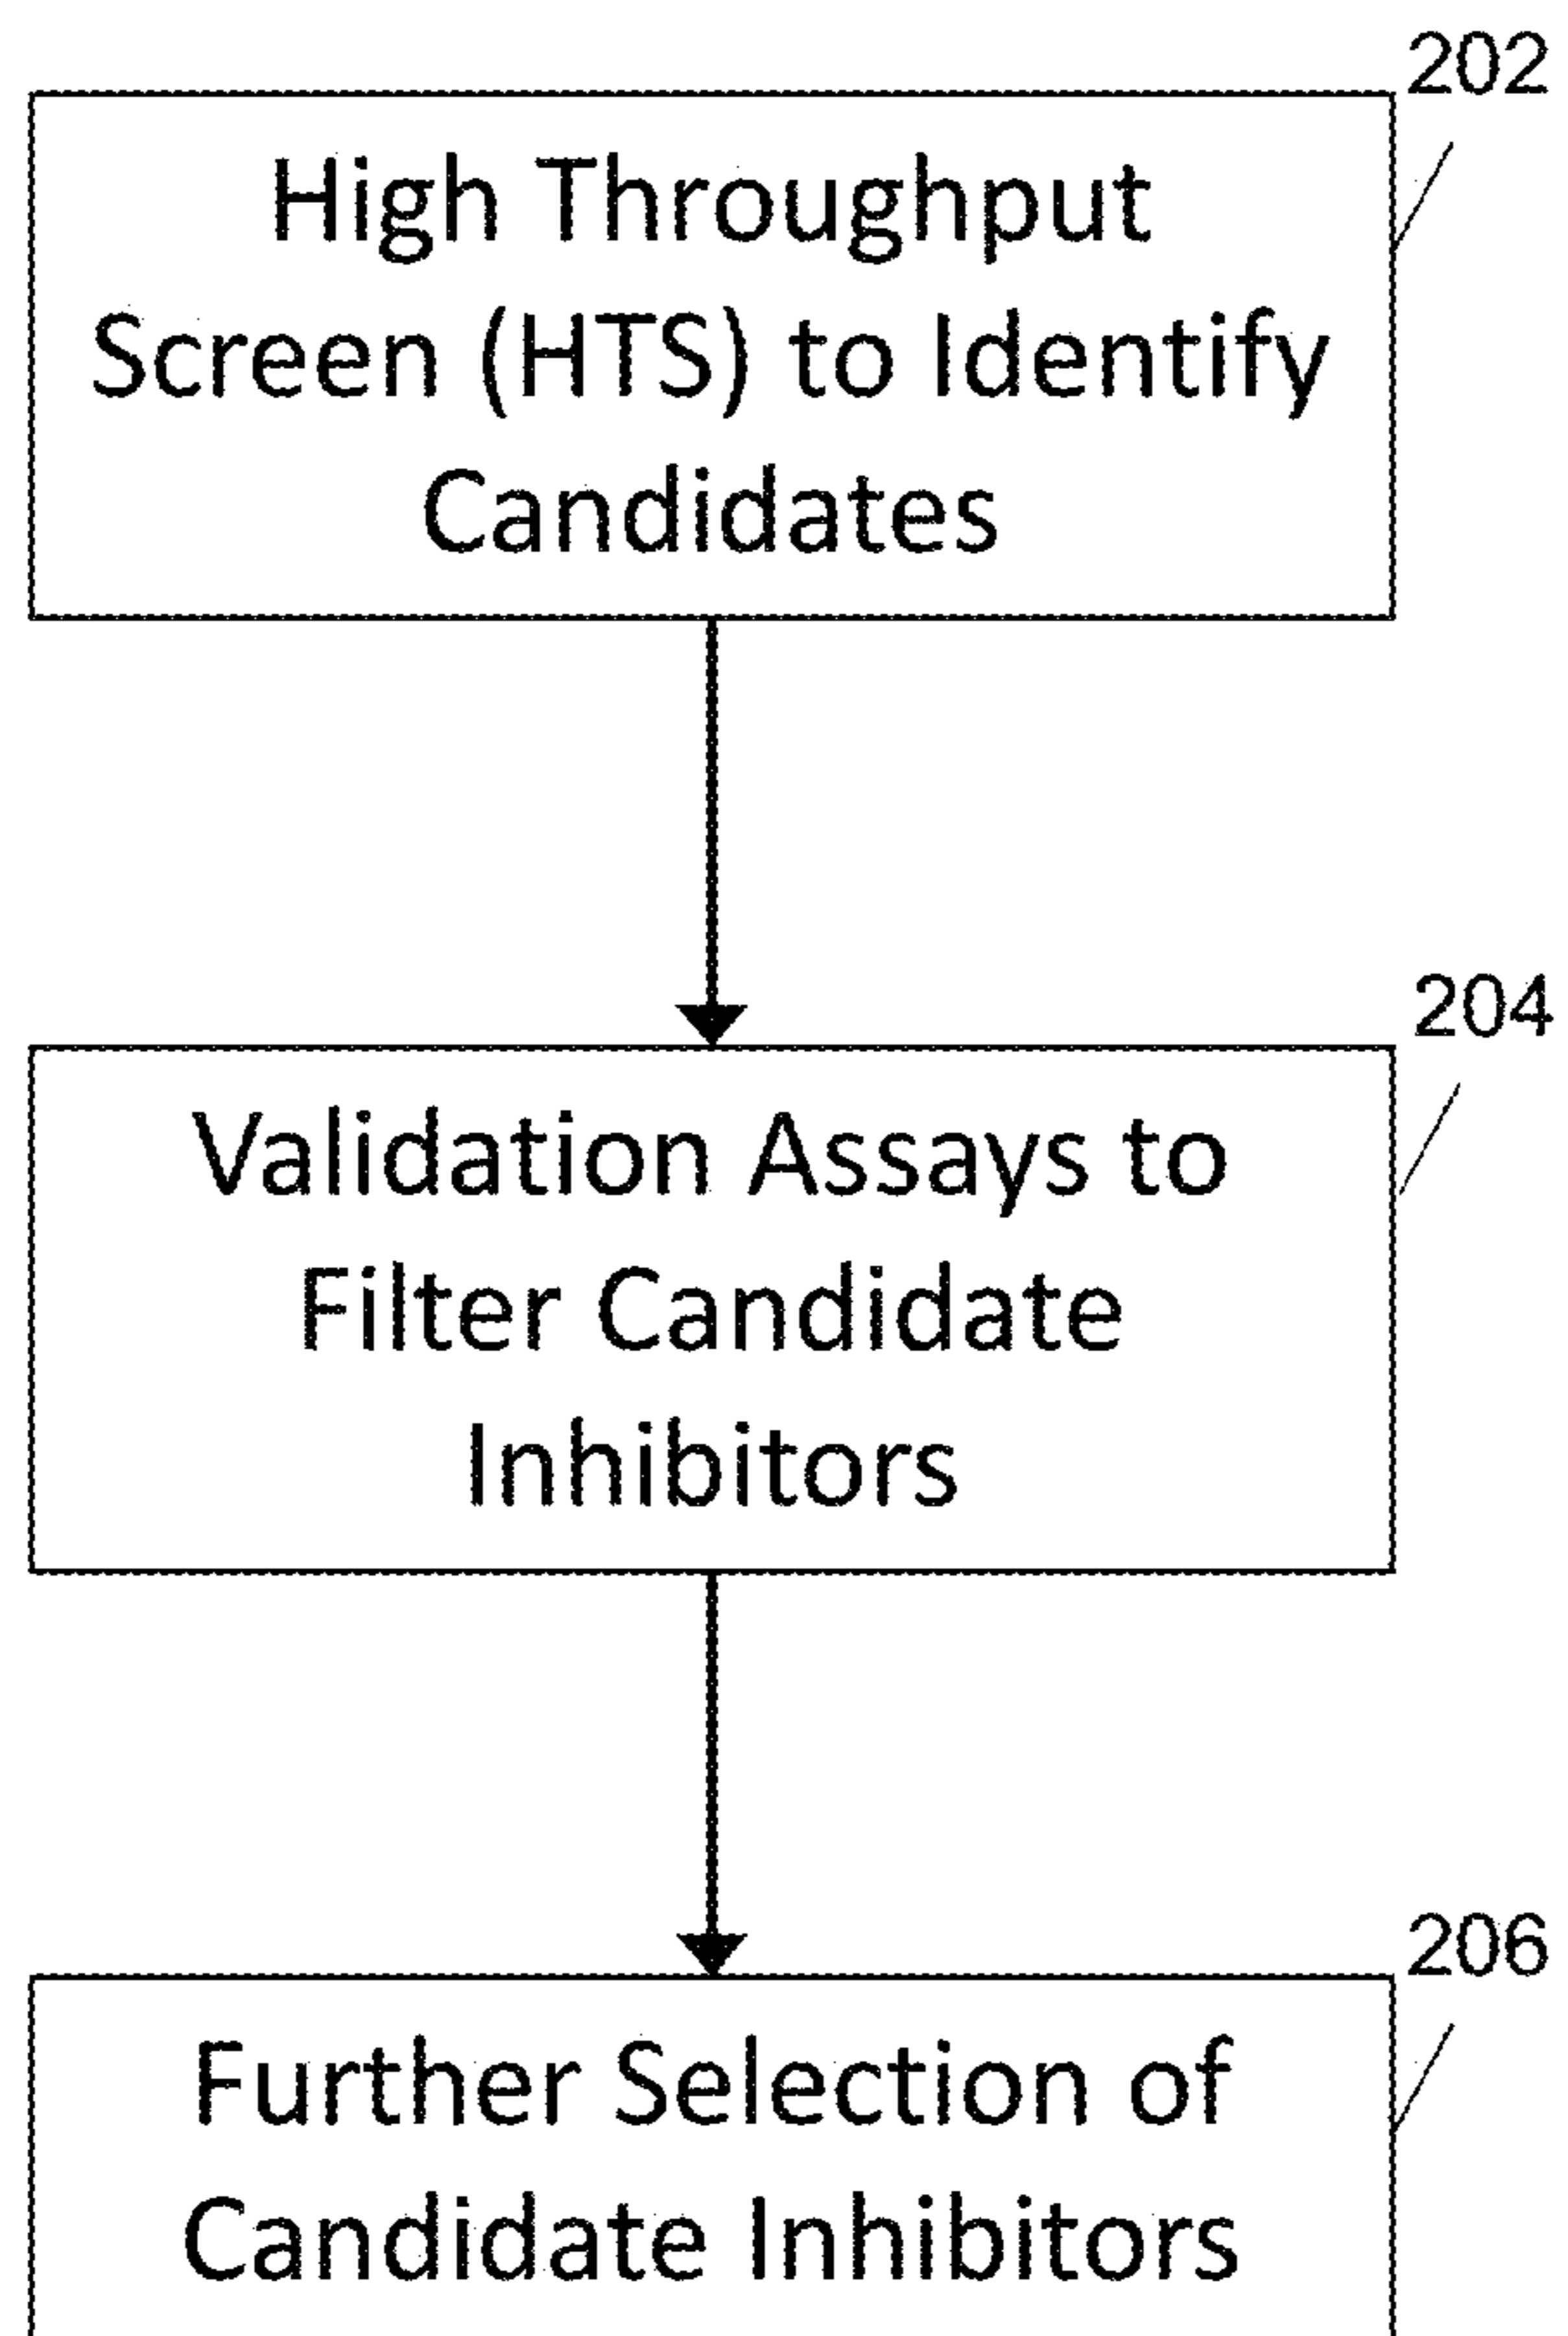 202
High Throughput
Screen (HTS) to Identify
Candidates
204
Validation Assays to
Filter Candidate
Inhibitors
206
Further Selection of
Candidate Inhibitors